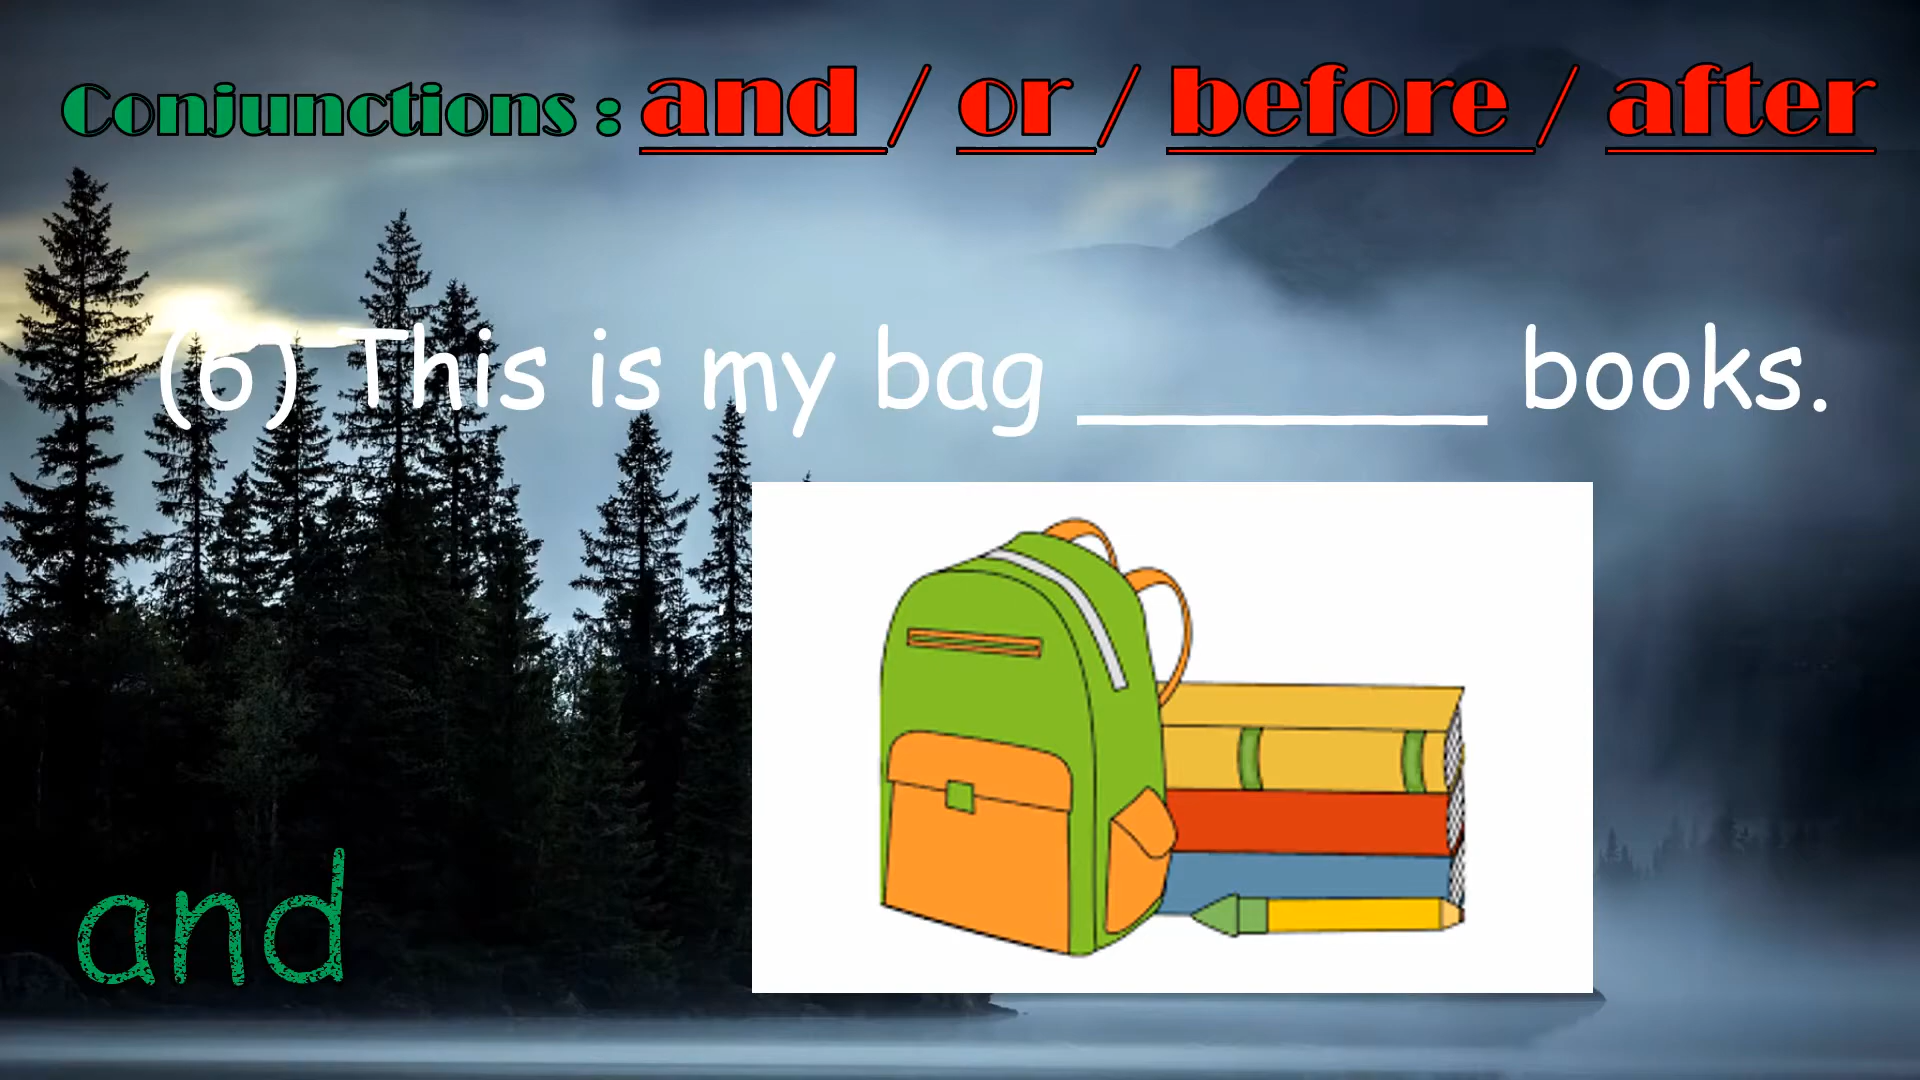 Conjunctions : and / or / before / after
(6) This is my bag ________ books.
and